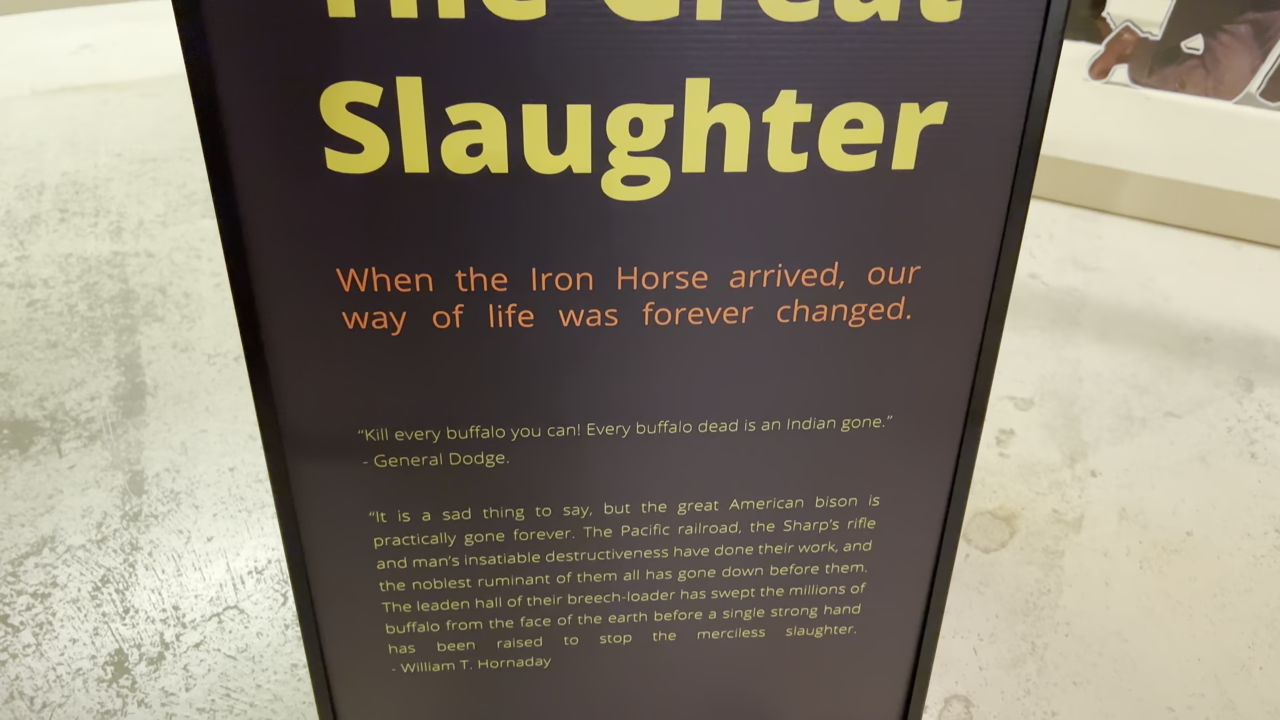 The Great
Slaughter
When the Iron Horse arrived, our
way of life was forever changed.
“Kill every buffalo you can! Every buffalo dead is an Indian gone.”
- General Dodge.
“It is a sad thing to say, but the great American bison is
practically gone forever. The Pacific railroad, the Sharp’s rifle
and man’s insatiable destructiveness have done their work, and
the noblest ruminant of them all has gone down before them.
The leaden hall of their breech-loader has swept the millions of
buffalo from the face of the earth before a single strong hand
has been raised to stop the merciless slaughter.
- William T. Hornaday